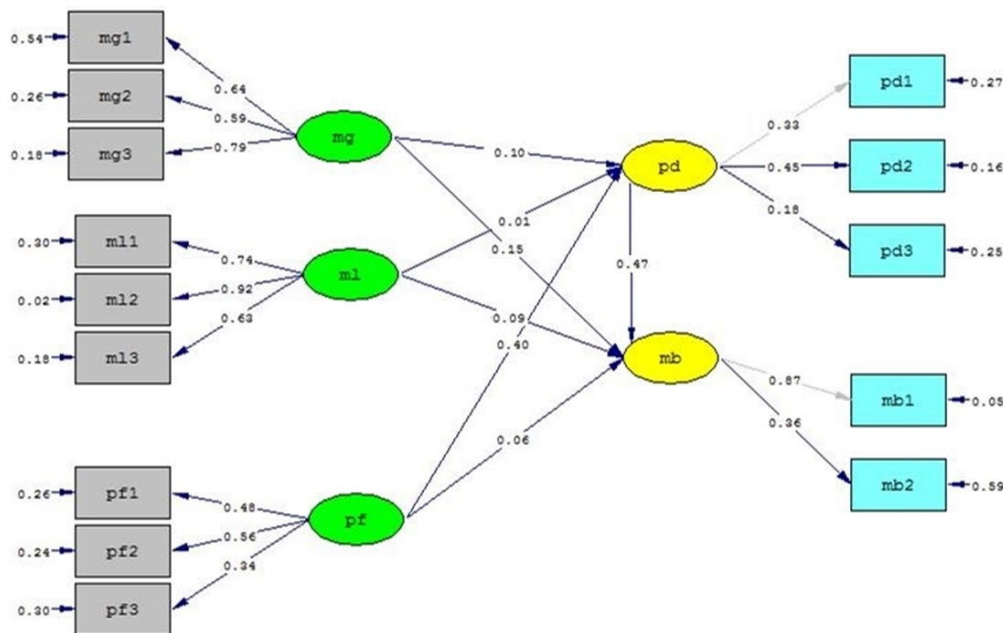 0.54 mg1
0.26 mg2
0.18 mg3
0.64
0.59
0.79
mg
0.30 ml1
0.02 ml2
0.18 ml3
0.74
0.92
0.63
ml
0.26 pf1
0.24 pf2
0.30 pf3
0.48
0.56
0.34
pf
0.10
0.01
0.15
0.09
0.40
0.06
0.47
pd
mb
0.33
0.45
0.18
pd1 0.27
pd2 0.16
pd3 0.25
0.87
0.36
mb1 0.05
mb2 0.59